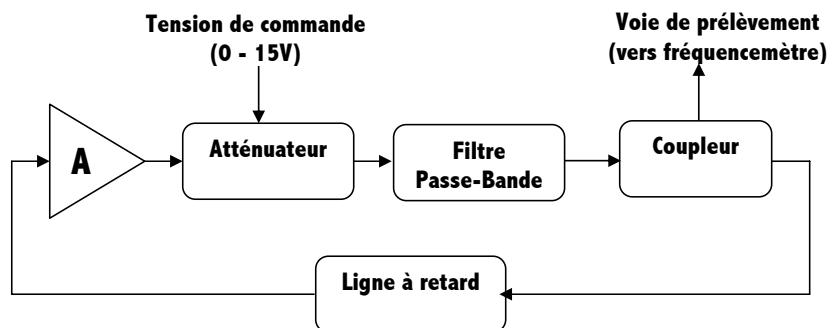 Tension de commande
(0 - 15V)
Voie de prélèvement
(vers fréquencemètre)
A
Atténuateur
Filtre
Passe-Bande
Coupleur
Ligne à retard